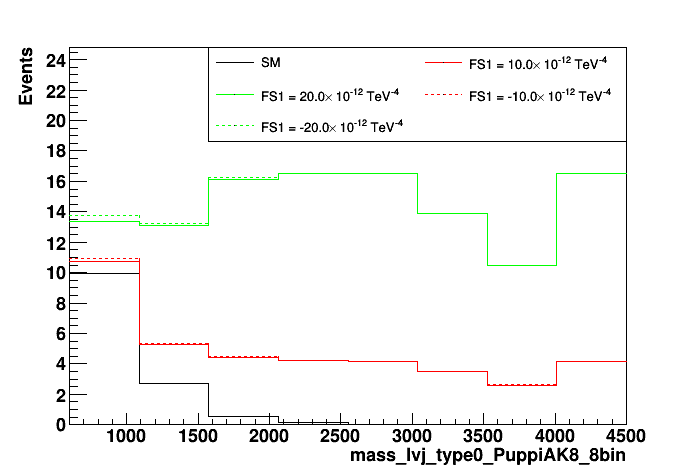 Events
24
22
20
18
16
14
12
10
8
6
4
2
0
SM
FS1 = 10.0× 10⁻¹² TeV⁻⁴
FS1 = 20.0× 10⁻¹² TeV⁻⁴
FS1 = -10.0× 10⁻¹² TeV⁻⁴
FS1 = -20.0× 10⁻¹² TeV⁻⁴
1000 1500 2000 2500 3000 3500 4000 4500
mass_lvj_type0_PuppiAK8_8bin